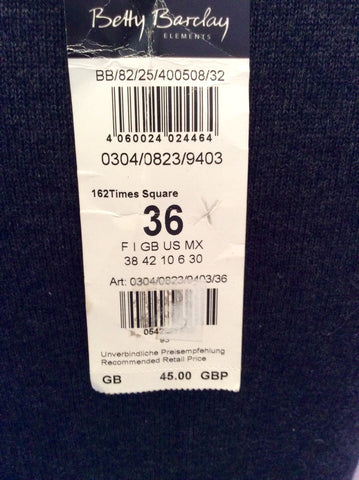 Betty Barclay
ELEMENTS
BB/82/25/400508/32
4 060024 024464
0304/0823/9403
162Times Square
36
F I GB US MX
38 42 10 6 30
Art: 0304/0823/9403/36
Unverbindliche Preisempfehlung
Recommended Retail Price
GB 45.00 GBP